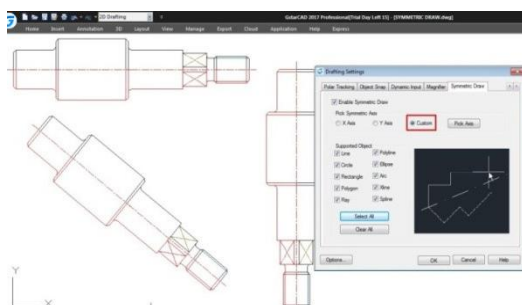 2D Drafting
GstarCAD 2017 Professional(Trial Day Left 15) - [SYMMETRIC DRAW.dwg]
Home Insert Annotation 3D Layout View Manage Export Cloud Application Help Express
Drafting Settings
Polar Tracking Object Snap Dynamic Input Magnifier Symmetric Draw
Enable Symmetric Draw
Pick Symmetric Axis
X Axis Y Axis Custom Pick Axis
Supported Object
Line Polyline
Circle Ellipse
Rectangle Arc
Polygon Xline
Ray Spline
Select All
Clear All
Options... OK Cancel Help
Y
X